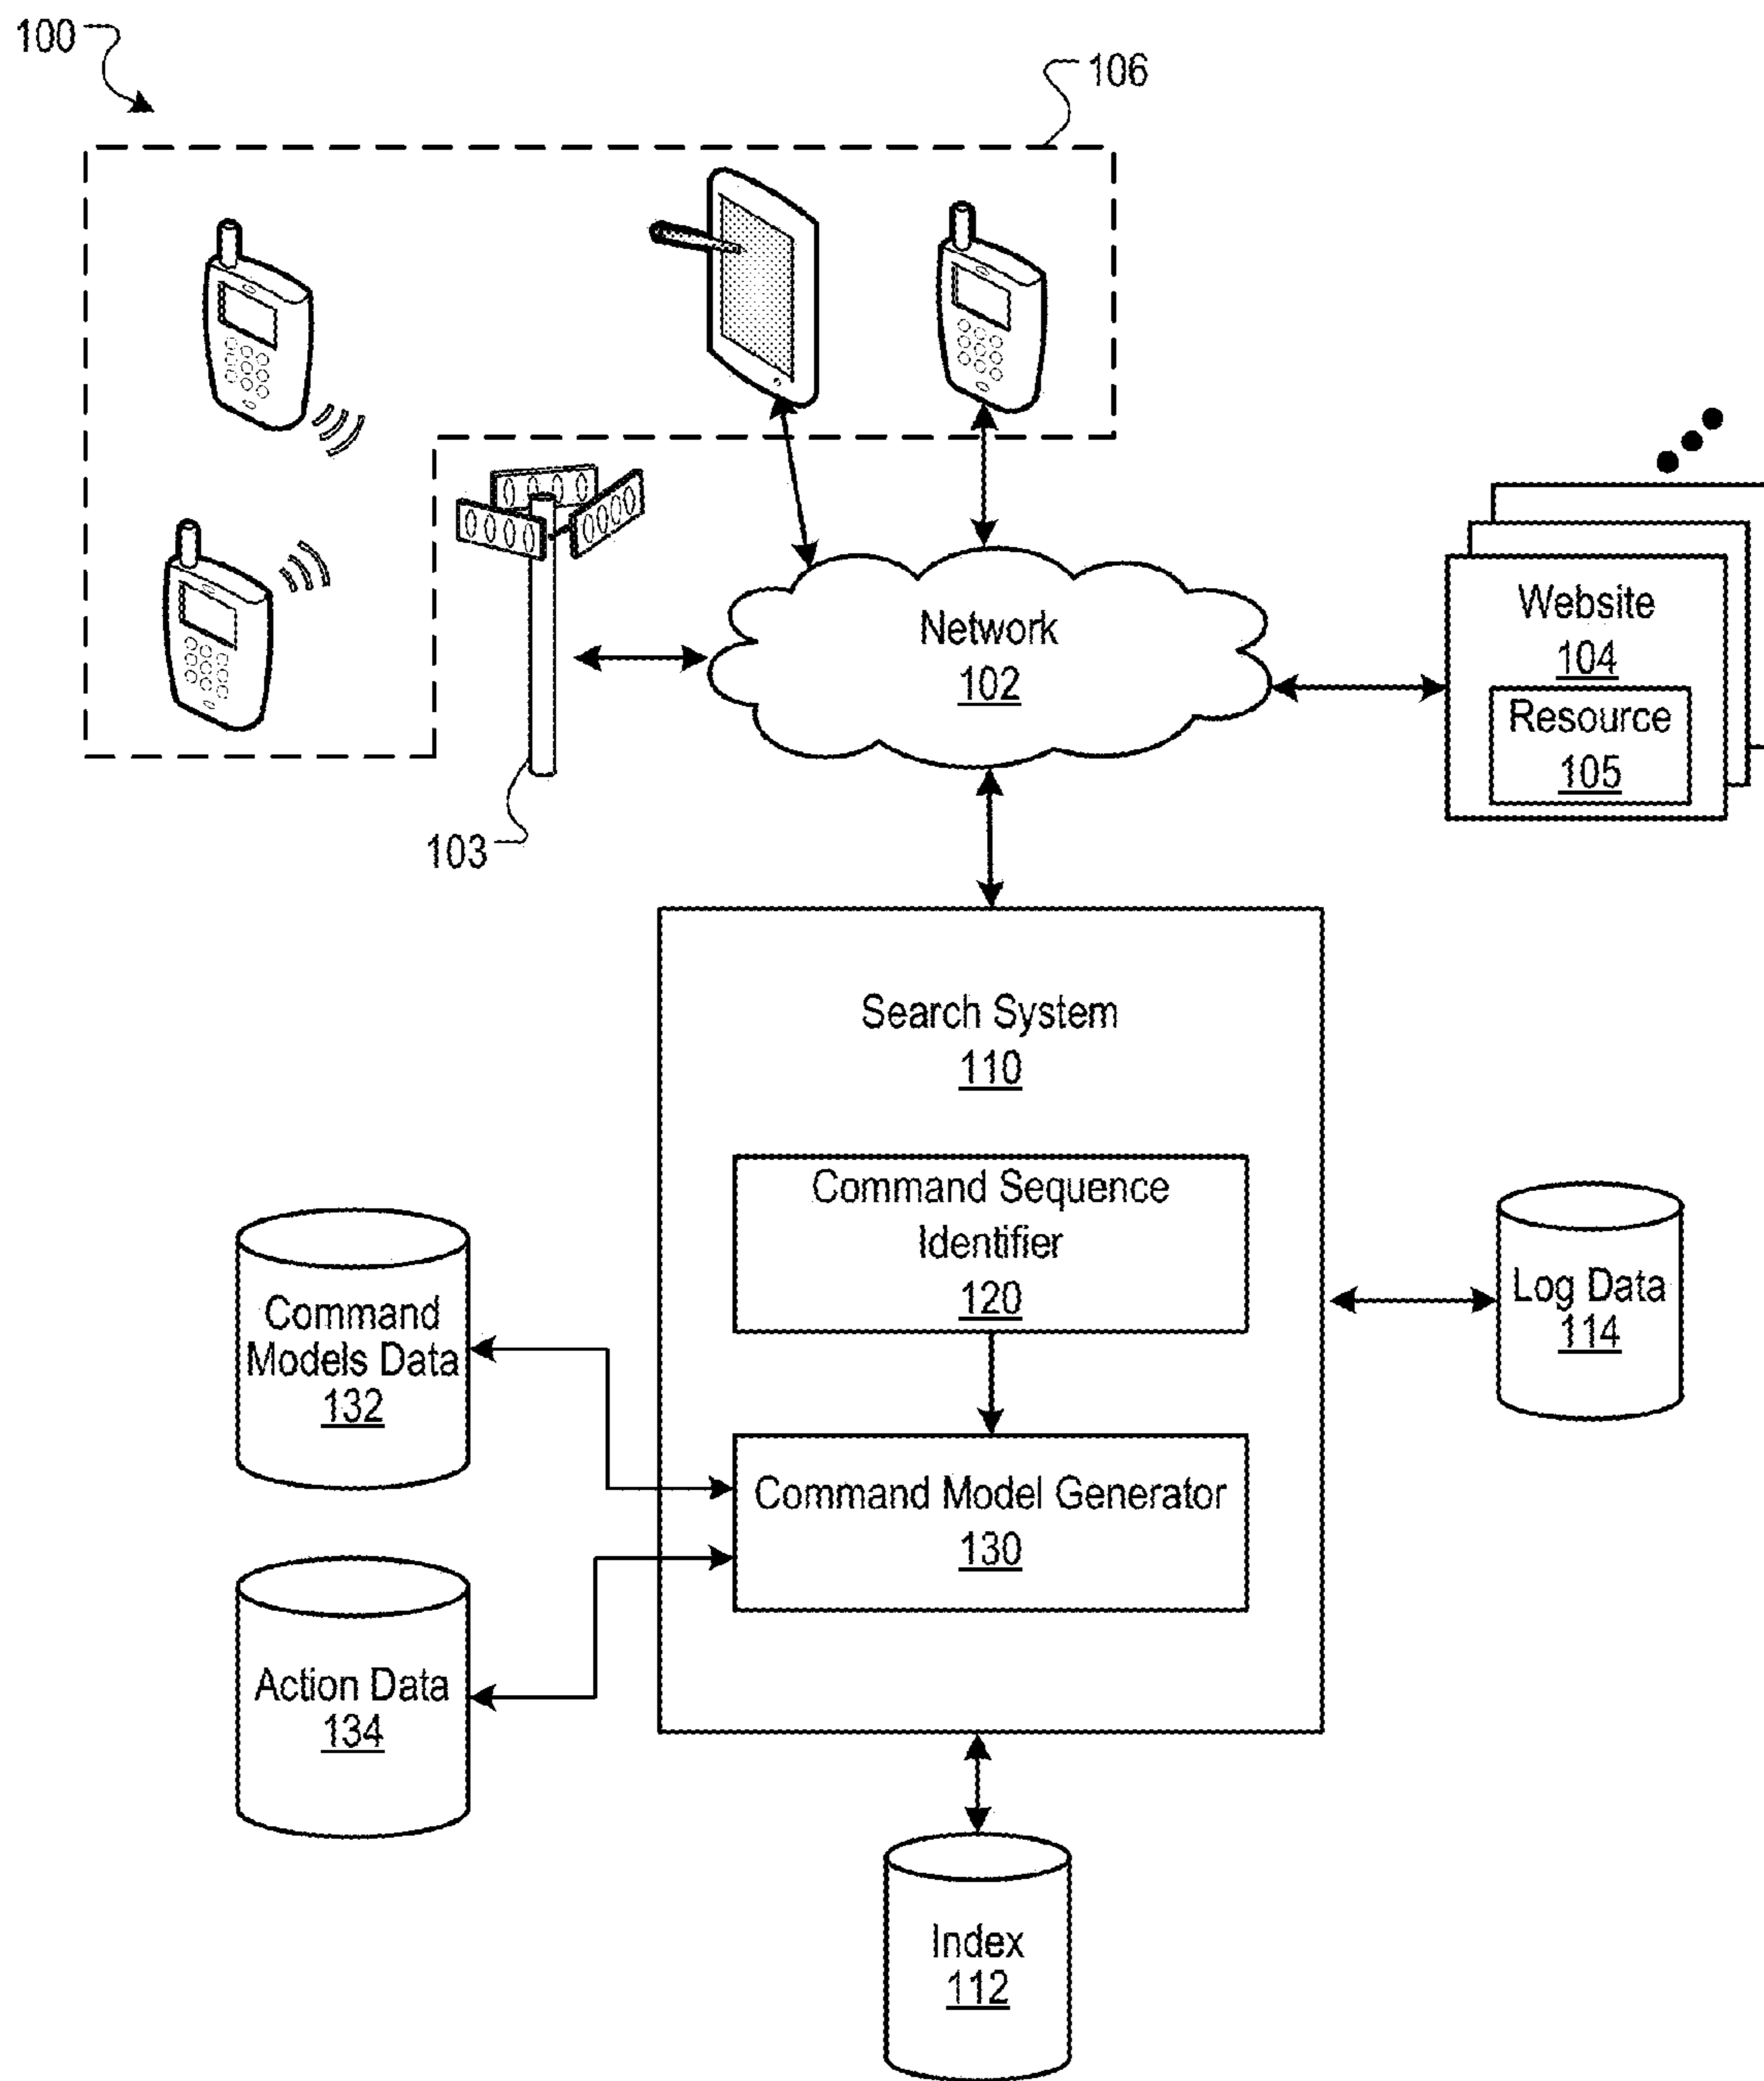 100
106
Network
102
Website
104
Resource
105
103
Search System
110
Command Sequence
Identifier
120
Command
Models Data
132
Log Data
114
Command Model Generator
130
Action Data
134
Index
112